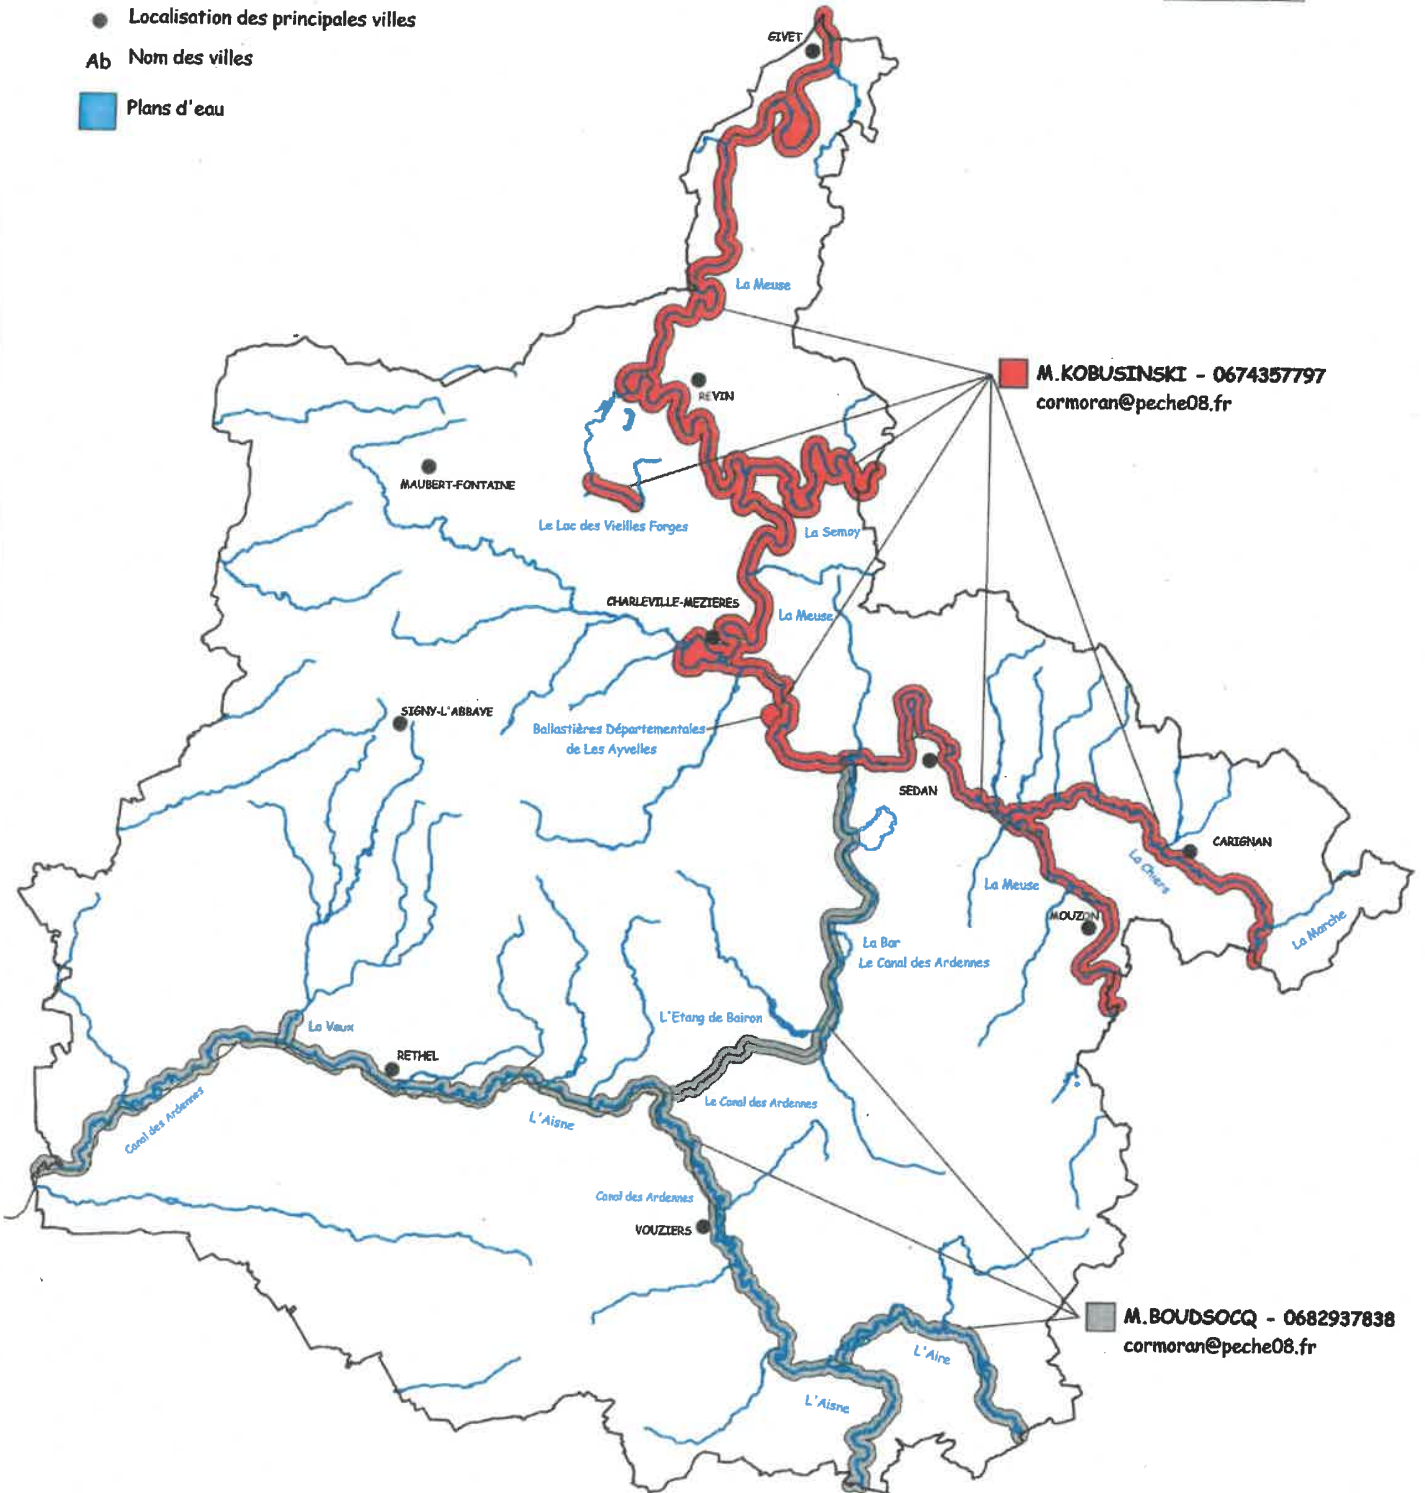 Localisation des principales villes
Ab Nom des villes
Plans d'eau
GIVET
La Meuse
M.KOBUSINSKI - 0674357797
cormoran@peche08.fr
REVIN
MAUBERT-FONTAINE
Le Lac des Vieilles Forges
La Semoy
CHARLEVILLE-MEZIERES
La Meuse
SIGNY-L'ABBAYE
Ballastières Départementales
de Les Ayvelles
SEDAN
CARIGNAN
La Chiers
La Meuse
MOUZON
La Marche
La Bar
Le Canal des Ardennes
L'Etang de Bairon
La Vaux
RETHEL
Le Canal des Ardennes
Canal des Ardennes
L'Aisne
Canal des Ardennes
VOUZIERS
M.BOUDSOCQ - 0682937838
cormoran@peche08.fr
L'Aire
L'Aisne